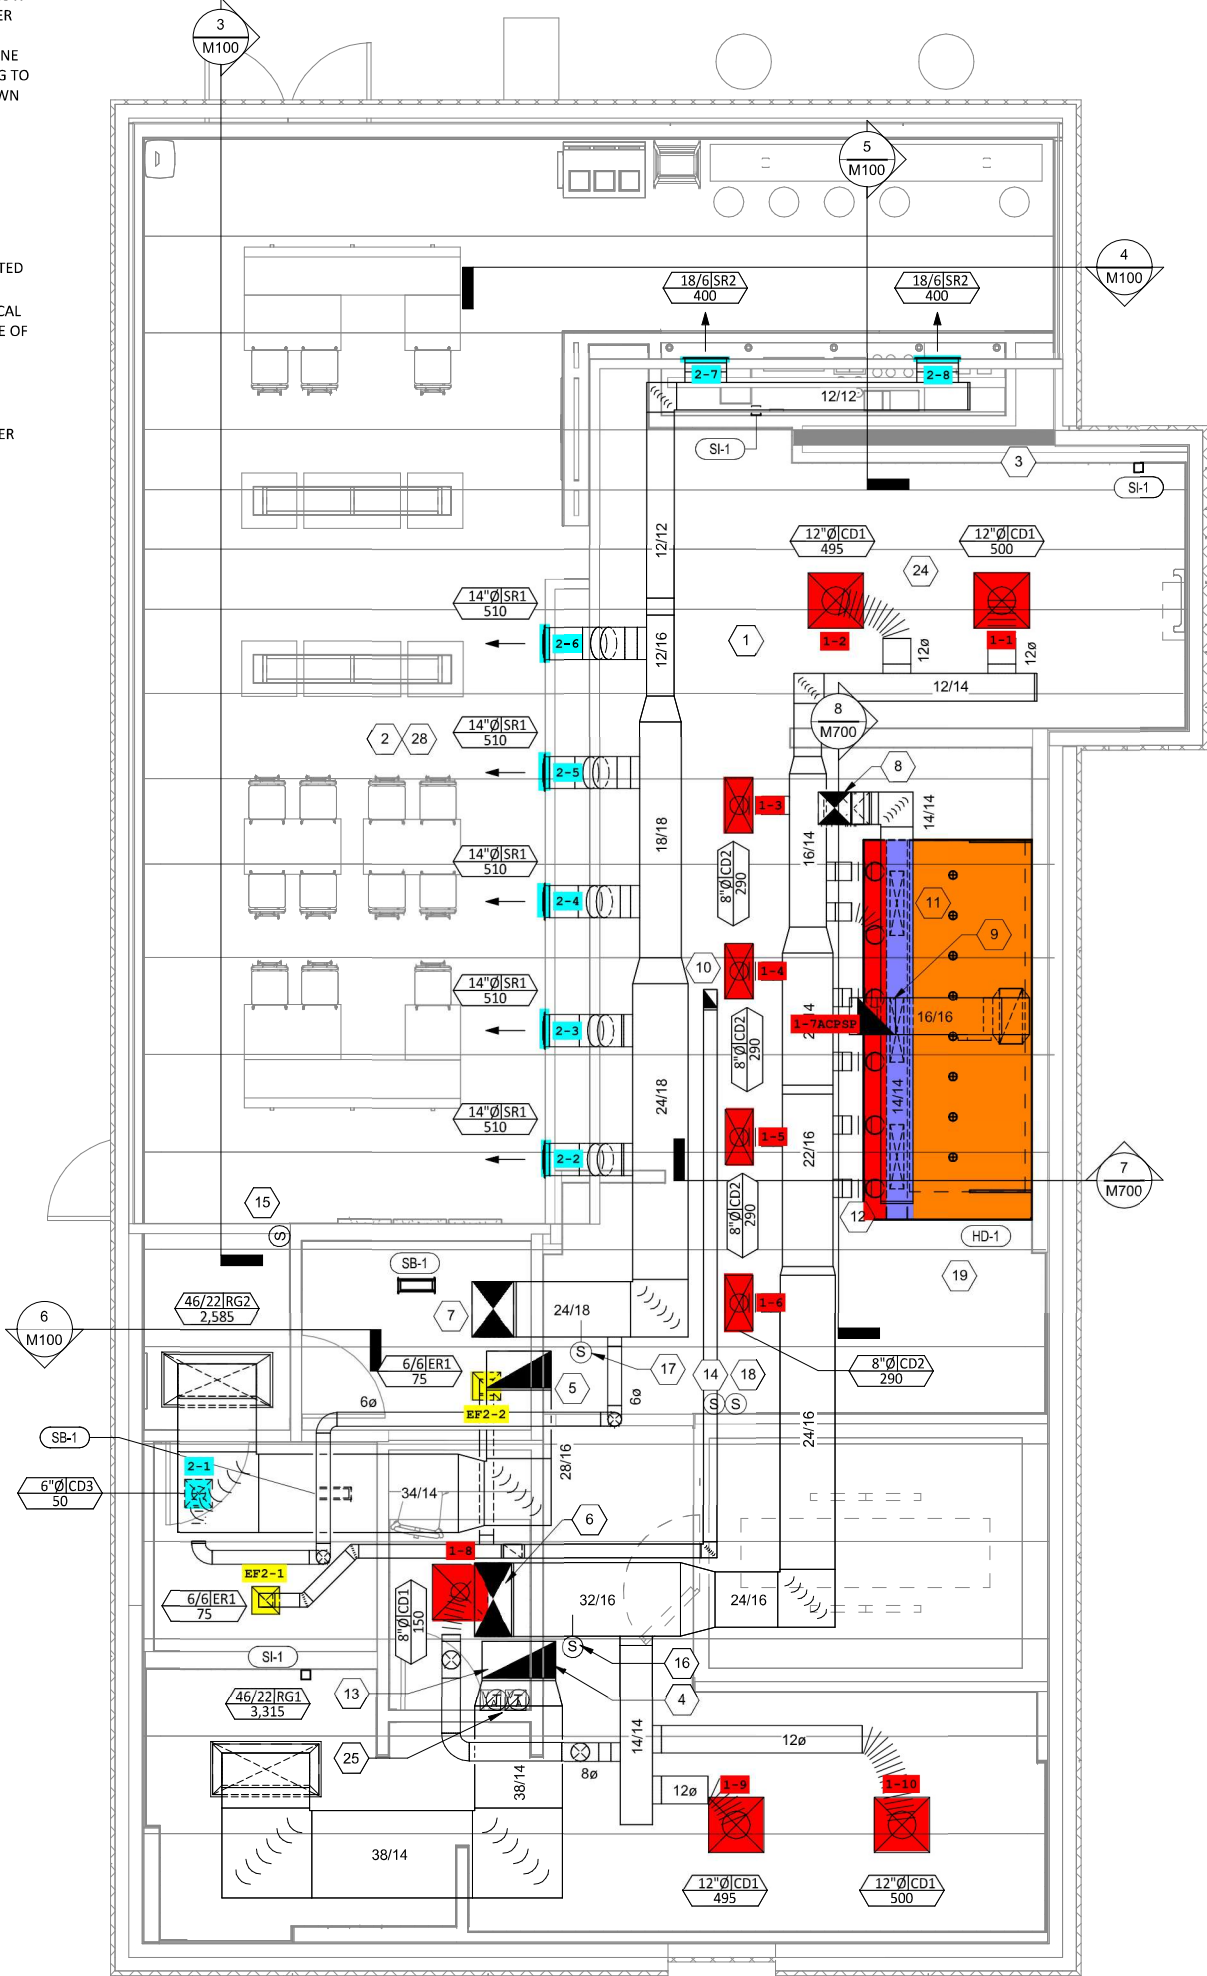 ER
3
M100
NE
G TO
WN
5
M100
TED
CAL
E OF
4
M100
18/6 SR2
400
18/6 SR2
400
2-7
2-8
12/12
ER
SI-1
3
SI-1
12/12
12"Ø CD1
495
12"Ø CD1
500
24
14"Ø SR1
510
2-6
12/16
1
1-2
1-1
12ø
12ø
12/14
8
M700
14"Ø SR1
510
2 28
2-5
8
1-3
14/14
18/18
16/14
14"Ø SR1
510
8"Ø CD2
290
2-4
11
9
10
1-4
14"Ø SR1
510
1-7ACPSP
16/16
2-3
8"Ø CD2
290
24/18
14/14
14"Ø SR1
510
1-5
22/16
2-2
7
M700
15
8"Ø CD2
290
12
S
HD-1
SB-1
19
46/22 RG2
2,585
7
24/18
1-6
6
M100
S
17
14 18
8"Ø CD2
290
6/6 ER1
75
5
6ø
6ø
EF2-2
S S
24/16
SB-1
2-1
28/16
6"Ø CD3
50
34/14
6
1-8
EF2-1
6/6 ER1
75
8"Ø CD1
150
32/16
24/16
S
SI-1
16
46/22 RG1
3,315
13
4
25
14/14
12ø
8ø
38/14
12ø
1-9
1-10
38/14
12"Ø CD1
495
12"Ø CD1
500